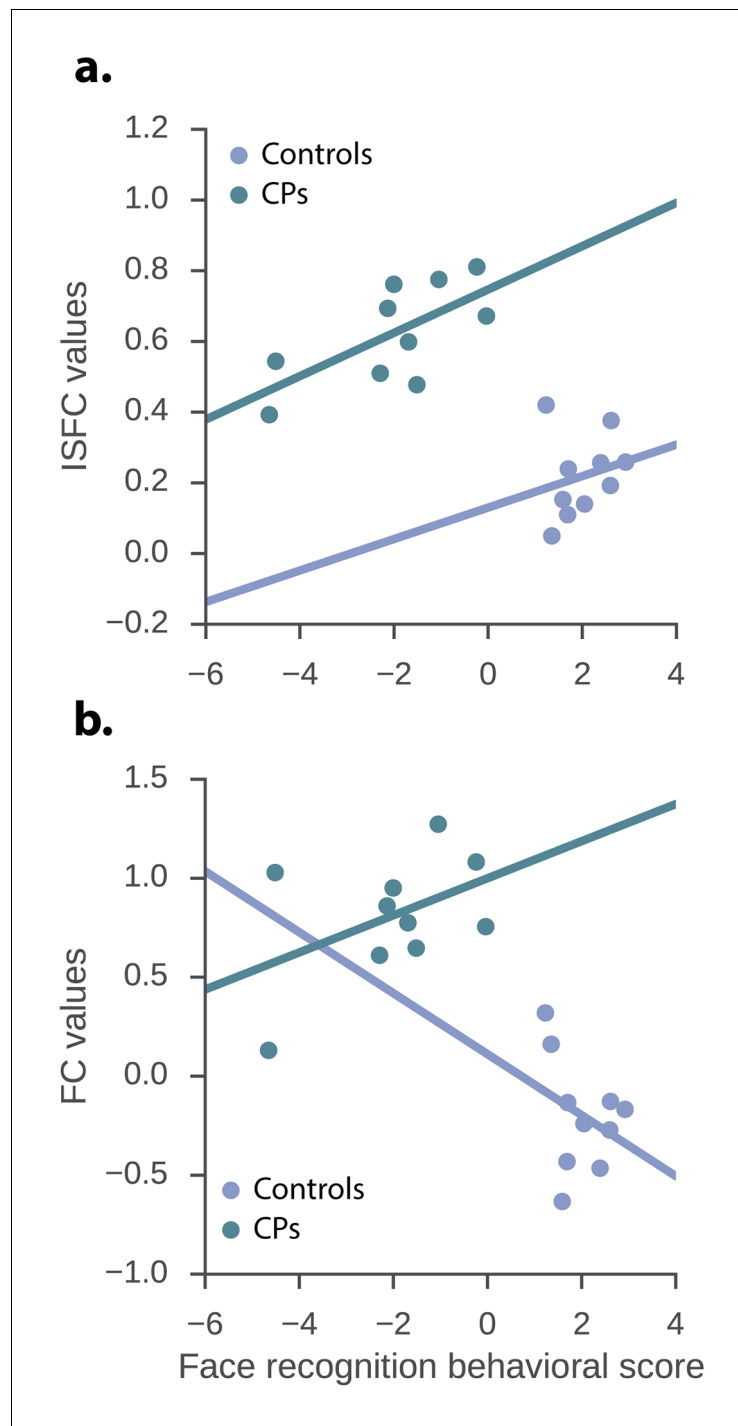 a.
1.2
Controls
1.0
CPs
0.8
0.6
0.4
0.2
0.0
−0.2
ISFC values
−6 −4 −2 0 2 4
b.
1.5
1.0
0.5
0.0
−0.5
Controls
CPs
−1.0
FC values
−6 −4 −2 0 2 4
Face recognition behavioral score